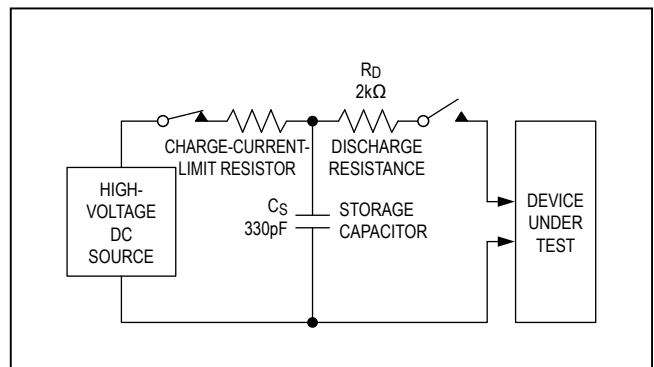 RD
2kΩ
CHARGE-CURRENT-
LIMIT RESISTOR
DISCHARGE
RESISTANCE
HIGH-
VOLTAGE
DC
SOURCE
CS
330pF
STORAGE
CAPACITOR
DEVICE
UNDER
TEST